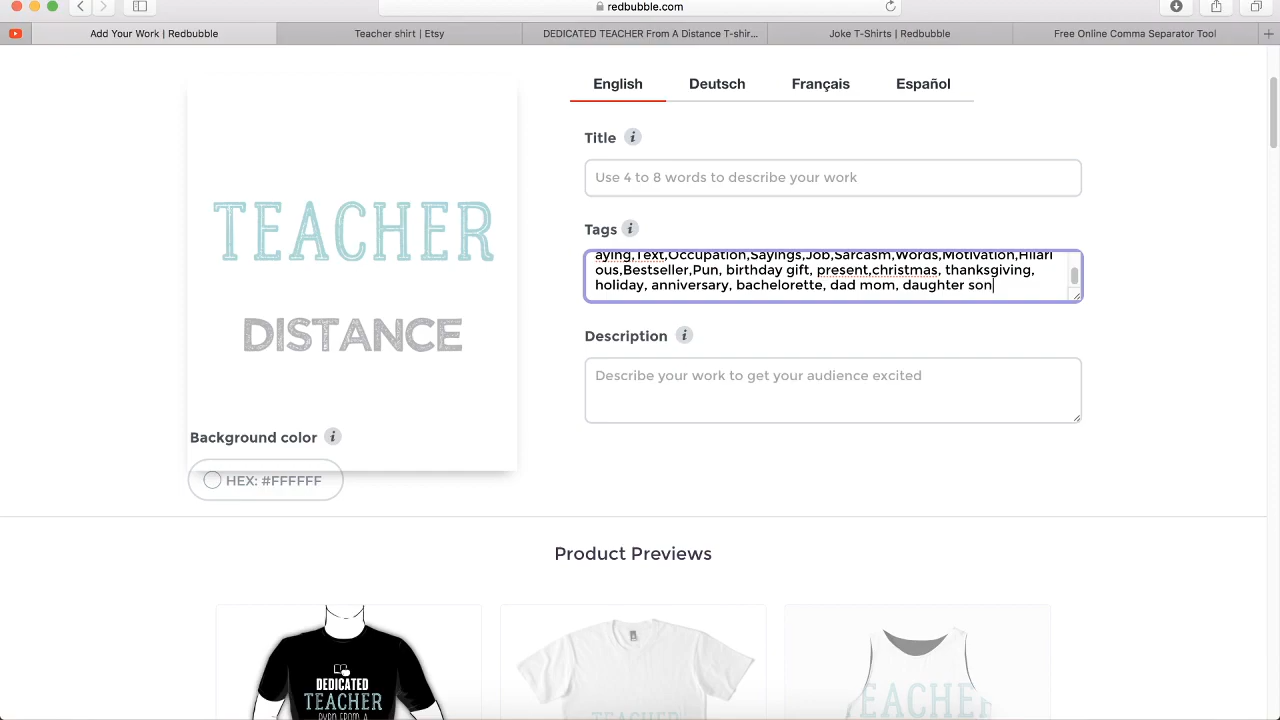 redbubble.com
Add Your Work | Redbubble
Teacher shirt | Etsy
DEDICATED TEACHER From A Distance T-shir...
Joke T-Shirts | Redbubble
Free Online Comma Separator Tool
English
Deutsch
Français
Español
Title
Use 4 to 8 words to describe your work
Tags
aying,Text,Occupation,Sayings,Job,Sarcasm,Words,Motivation,Hilari
ous,Bestseller,Pun, birthday gift, present,christmas, thanksgiving,
holiday, anniversary, bachelorette, dad mom, daughter son
Description
Describe your work to get your audience excited
TEACHER
DISTANCE
Background color
HEX: #FFFFFF
Product Previews
DEDICATED
TEACHER
EVEN FROM A
TEACHER
EACHER